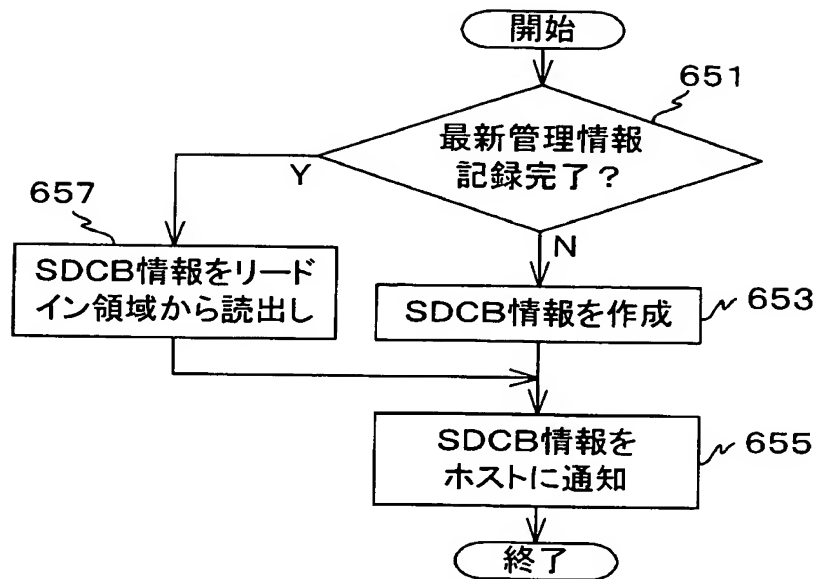 開始
651
最新管理情報
記録完了?
Y
N
657
SDCB情報をリード
イン領域から読出し
SDCB情報を作成
653
SDCB情報を
ホストに通知
655
終了